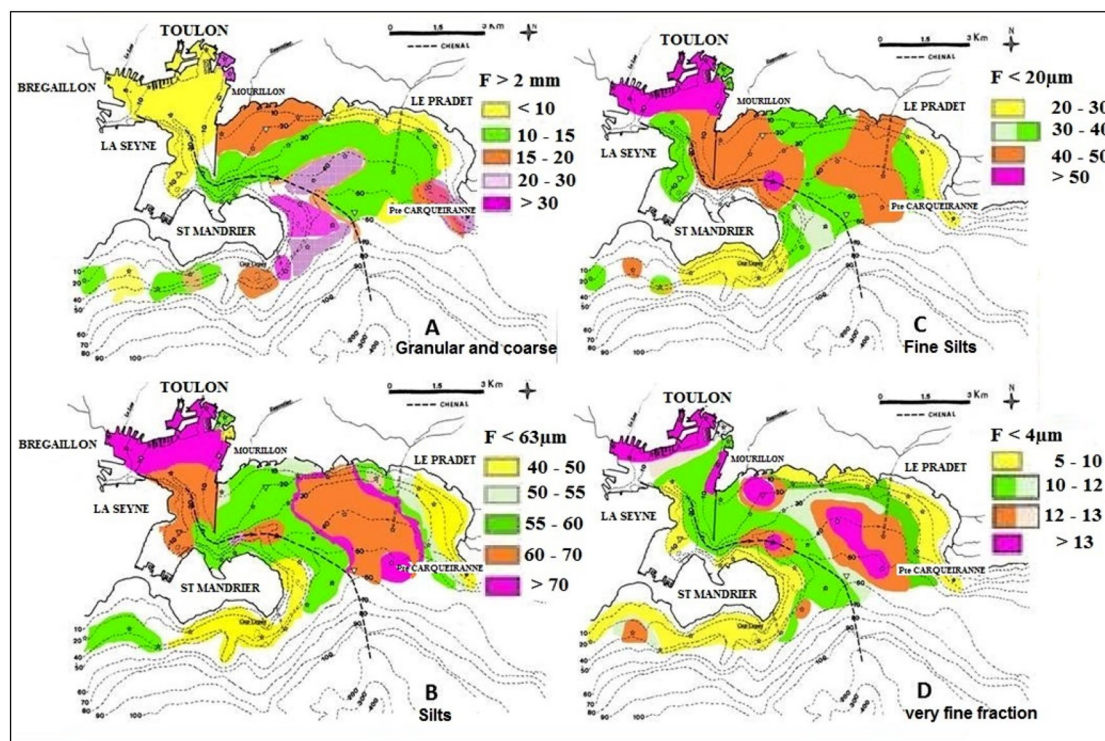 TOULON
0 1.5 3 Km
N
CHENAL
BREGAILLON
MOURILLON
LE PRADET
LA SEYNE
F > 2 mm
< 10
10 - 15
15 - 20
20 - 30
> 30
Pte CARQUEIRANNE
ST MANDRIER
A
Granular and coarse
TOULON
0 1.5 3 Km
N
CHENAL
BREGAILLON
MOURILLON
LE PRADET
LA SEYNE
F < 20µm
20 - 30
30 - 40
40 - 50
> 50
Pte CARQUEIRANNE
ST MANDRIER
C
Fine Silts
TOULON
0 1.5 3 Km
N
CHENAL
BREGAILLON
MOURILLON
LE PRADET
LA SEYNE
F < 63µm
40 - 50
50 - 55
55 - 60
60 - 70
> 70
Pte CARQUEIRANNE
ST MANDRIER
B
Silts
TOULON
0 1.5 3 Km
N
CHENAL
BREGAILLON
MOURILLON
LE PRADET
LA SEYNE
F < 4µm
5 - 10
10 - 12
12 - 13
> 13
Pte CARQUEIRANNE
ST MANDRIER
D
very fine fraction